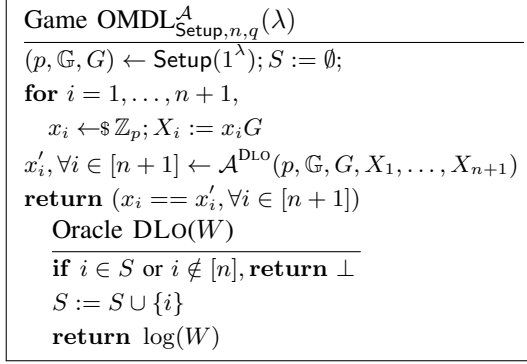 Game OMDL^𝒜_{Setup,n,q}(λ)
(p, 𝔾, G) ← Setup(1^λ); S := ∅;
for i = 1, . . . , n + 1,
x_i ←$ ℤ_p; X_i := x_iG
x'_i, ∀i ∈ [n + 1] ← 𝒜^{DLO}(p, 𝔾, G, X_1, . . . , X_{n+1})
return (x_i == x'_i, ∀i ∈ [n + 1])
Oracle DLO(W)
if i ∈ S or i ∉ [n], return ⊥
S := S ∪ {i}
return log(W)